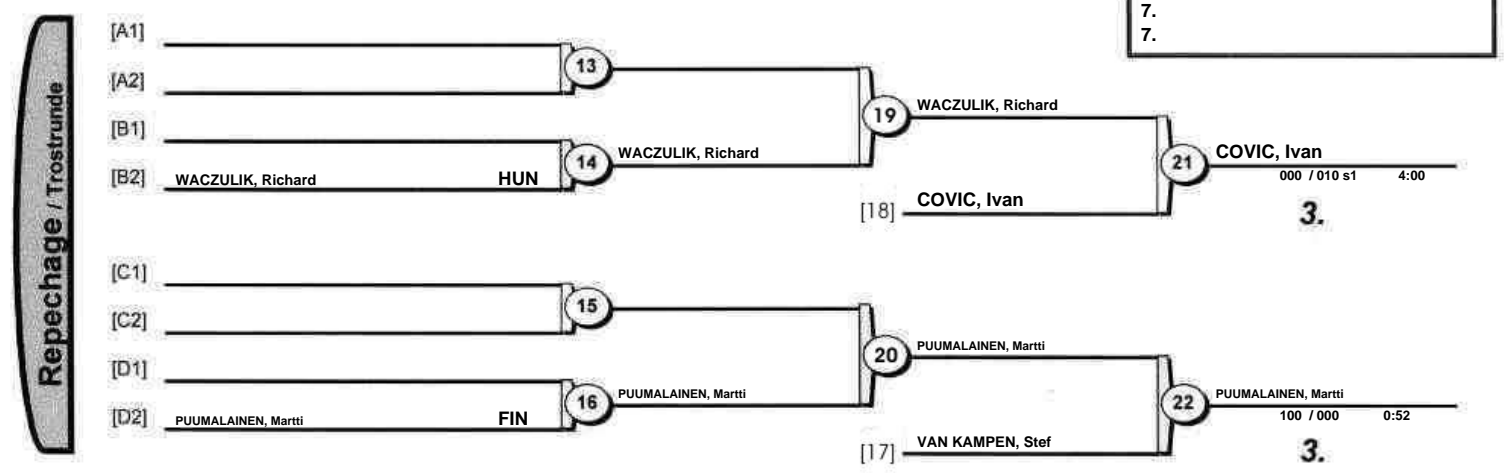 7.
7.
Repechage / Trostrunde
[A1]
[A2]
[B1]
[B2] WACZULIK, Richard HUN
13
14 WACZULIK, Richard
19 WACZULIK, Richard
[18] COVIC, Ivan
21 COVIC, Ivan
000 / 010 s1 4:00
3.
[C1]
[C2]
[D1]
[D2] PUUMALAINEN, Martti FIN
15
16 PUUMALAINEN, Martti
20 PUUMALAINEN, Martti
[17] VAN KAMPEN, Stef
22 PUUMALAINEN, Martti
100 / 000 0:52
3.